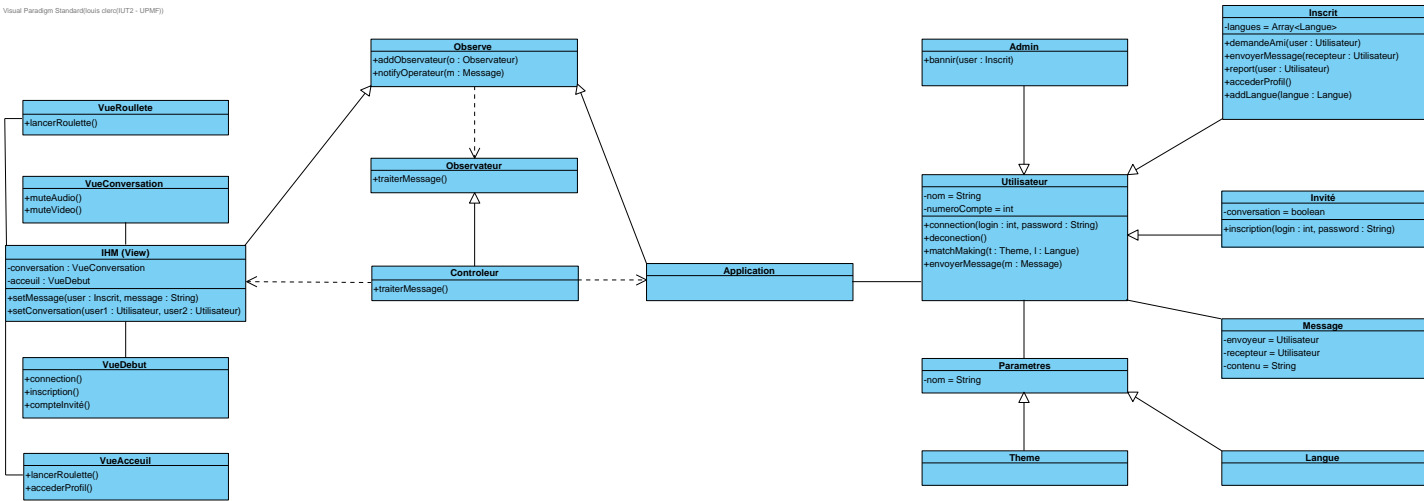 Visual Paradigm Standard(louis clerc(IUT2 - UPMF))
VueRoullete
+lancerRoulette()
VueConversation
+muteAudio()
+muteVideo()
IHM (View)
-conversation : VueConversation
-acceuil : VueDebut
+setMessage(user : Inscrit, message : String)
+setConversation(user1 : Utilisateur, user2 : Utilisateur)
VueDebut
+connection()
+inscription()
+compteInvité()
VueAcceuil
+lancerRoulette()
+accederProfil()
Observe
+addObservateur(o : Observateur)
+notifyOperateur(m : Message)
Observateur
+traiterMessage()
Controleur
+traiterMessage()
Application
Admin
+bannir(user : Inscrit)
Utilisateur
-nom = String
-numeroCompte = int
+connection(login : int, password : String)
+deconection()
+matchMaking(t : Theme, l : Langue)
+envoyerMessage(m : Message)
Parametres
-nom = String
Theme
Inscrit
-langues = Array<Langue>
+demandeAmi(user : Utilisateur)
+envoyerMessage(recepteur : Utilisateur)
+report(user : Utilisateur)
+accederProfil()
+addLangue(langue : Langue)
Invité
-conversation = boolean
+inscription(login : int, password : String)
Message
-envoyeur = Utilisateur
-recepteur = Utilisateur
-contenu = String
Langue